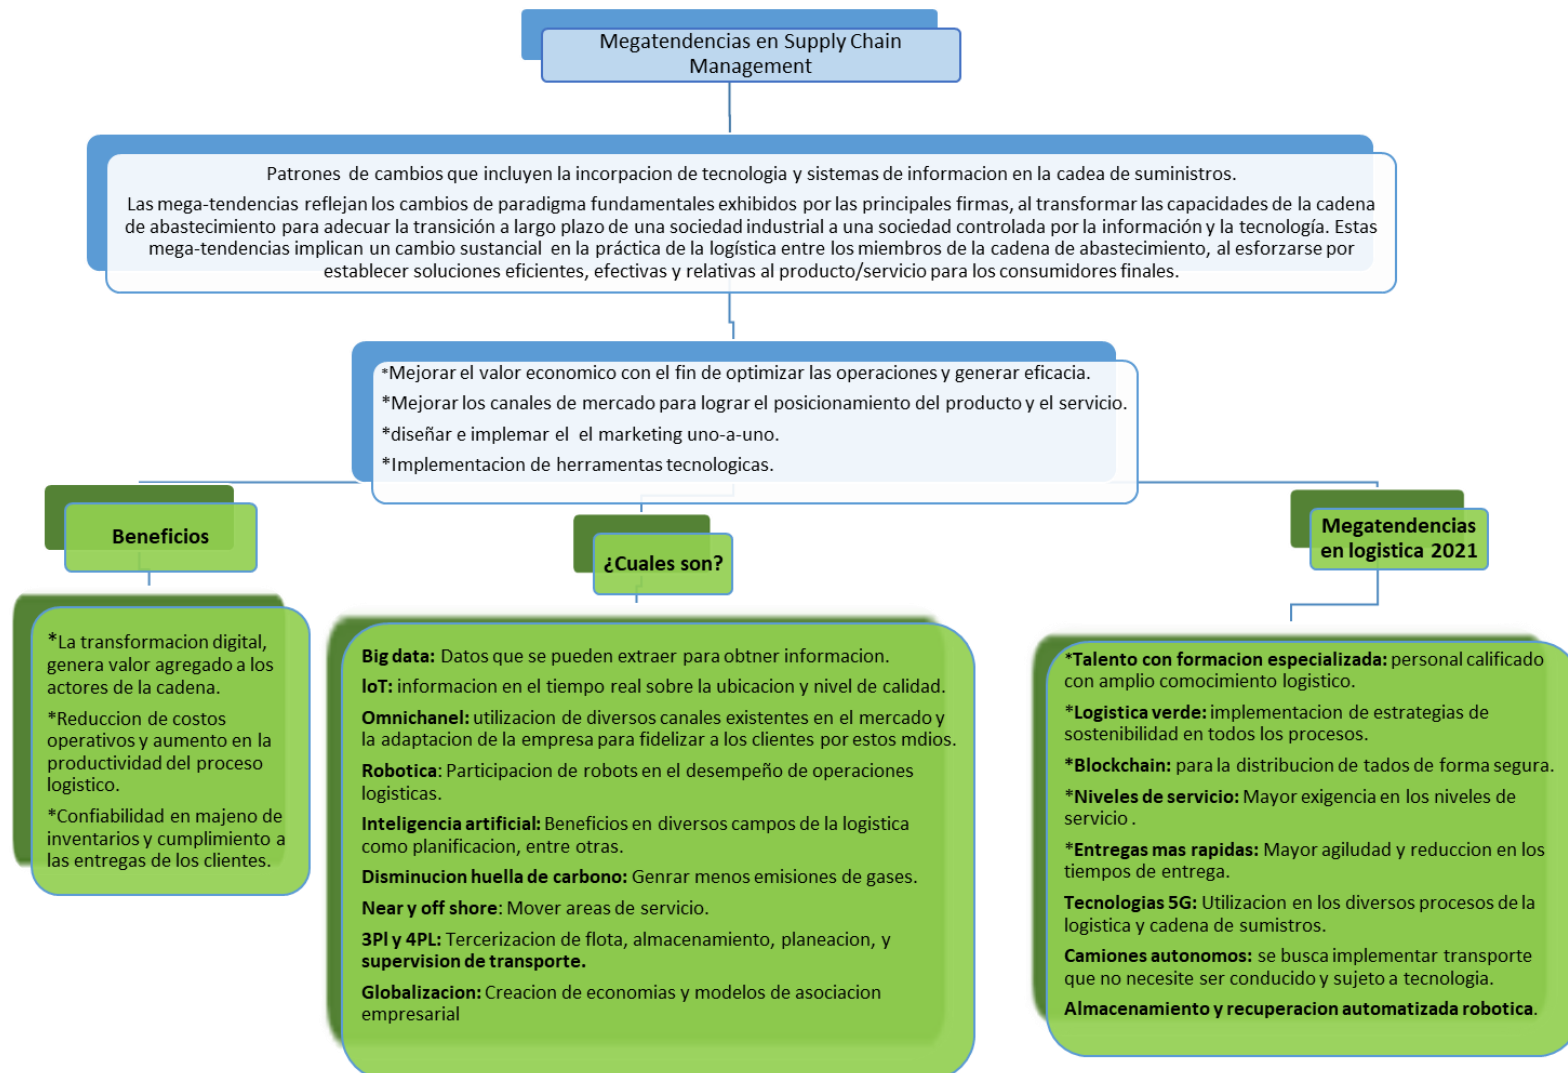 Megatendencias en Supply Chain
Management
Patrones de cambios que incluyen la incorpacion de tecnologia y sistemas de informacion en la cadea de suministros.
Las mega-tendencias reflejan los cambios de paradigma fundamentales exhibidos por las principales firmas, al transformar las capacidades de la cadena
de abastecimiento para adecuar la transición a largo plazo de una sociedad industrial a una sociedad controlada por la información y la tecnología. Estas
mega-tendencias implican un cambio sustancial en la práctica de la logística entre los miembros de la cadena de abastecimiento, al esforzarse por
establecer soluciones eficientes, efectivas y relativas al producto/servicio para los consumidores finales.
*Mejorar el valor economico con el fin de optimizar las operaciones y generar eficacia.
*Mejorar los canales de mercado para lograr el posicionamiento del producto y el servicio.
*diseñar e implemar el el marketing uno-a-uno.
*Implementacion de herramentas tecnologicas.
Beneficios
*La transformacion digital,
genera valor agregado a los
actores de la cadena.
*Reduccion de costos
operativos y aumento en la
productividad del proceso
logistico.
*Confiabilidad en majeno de
inventarios y cumplimiento a
las entregas de los clientes.
¿Cuales son?
Big data: Datos que se pueden extraer para obtner informacion.
loT: informacion en el tiempo real sobre la ubicacion y nivel de calidad.
Omnichanel: utilizacion de diversos canales existentes en el mercado y
la adaptacion de la empresa para fidelizar a los clientes por estos mdios.
Robotica: Participacion de robots en el desempeño de operaciones
logisticas.
Inteligencia artificial: Beneficios en diversos campos de la logistica
como planificacion, entre otras.
Disminucion huella de carbono: Genrar menos emisiones de gases.
Near y off shore: Mover areas de servicio.
3Pl y 4PL: Tercerizacion de flota, almacenamiento, planeacion, y
supervision de transporte.
Globalizacion: Creacion de economias y modelos de asociacion
empresarial
Megatendencias
en logistica 2021
*Talento con formacion especializada: personal calificado
con amplio comocimiento logistico.
*Logistica verde: implementacion de estrategias de
sostenibilidad en todos los procesos.
*Blockchain: para la distribucion de tados de forma segura.
*Niveles de servicio: Mayor exigencia en los niveles de
servicio .
*Entregas mas rapidas: Mayor agiludad y reduccion en los
tiempos de entrega.
Tecnologias 5G: Utilizacion en los diversos procesos de la
logistica y cadena de sumistros.
Camiones autonomos: se busca implementar transporte
que no necesite ser conducido y sujeto a tecnologia.
Almacenamiento y recuperacion automatizada robotica.